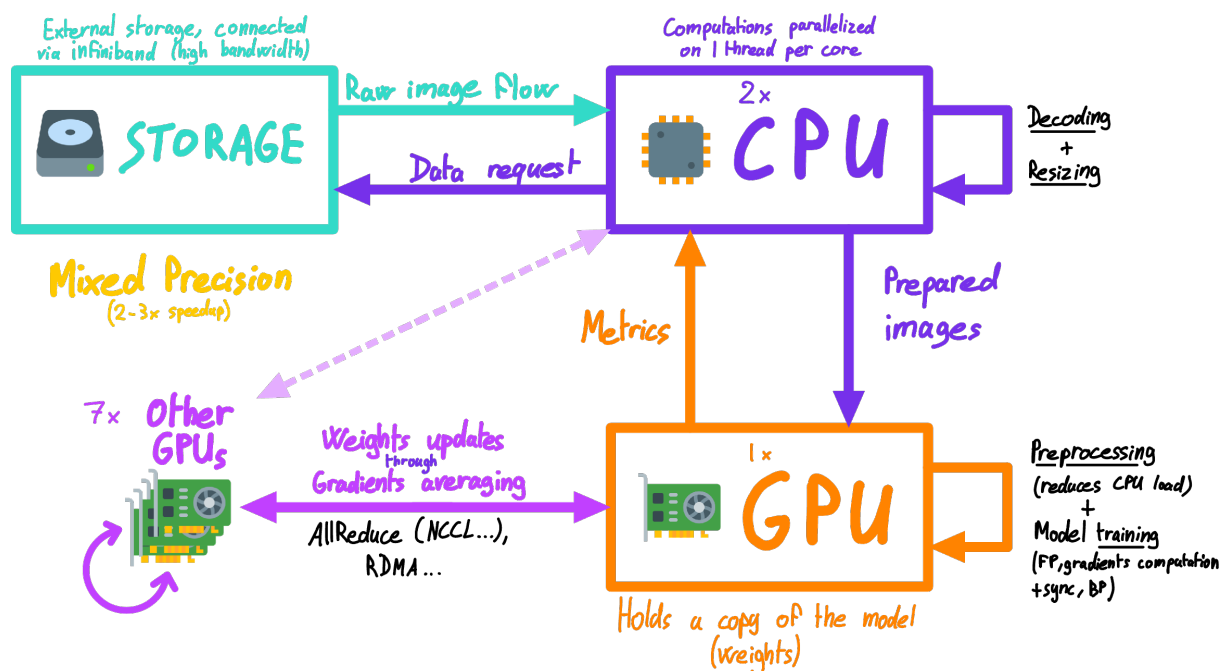 External storage, connected
via infiniband (high bandwidth)
STORAGE
Raw image flow
Data request
Computations parallelized
on 1 thread per core
2x
CPU
Decoding
+
Resizing
Mixed Precision
(2-3x speedup)
Metrics
Prepared
images
7x Other
GPUs
Weights updates
through
Gradients averaging
AllReduce (NCCL...),
RDMA...
1x
GPU
Preprocessing
(reduces CPU load)
+
Model training
(FP, gradients computation
+sync, BP)
Holds a copy of the model
(weights)